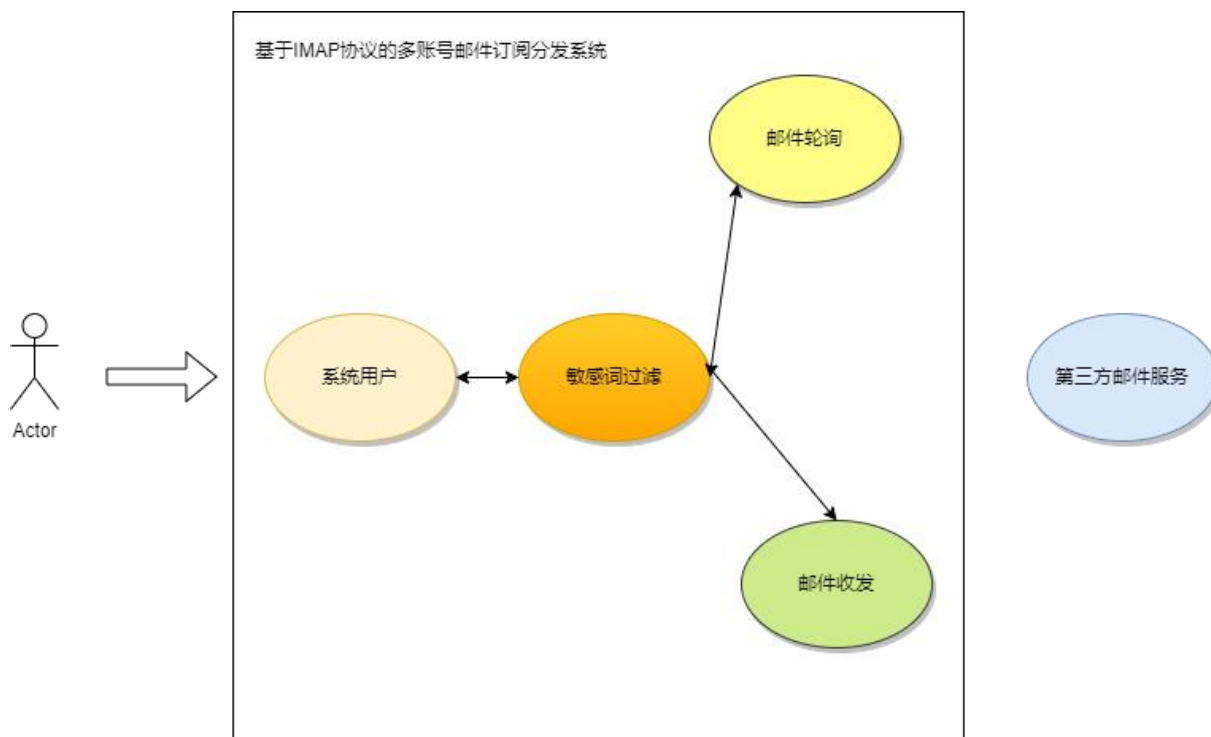 基于IMAP协议的多账号邮件订阅分发系统
邮件轮询
系统用户
敏感词过滤
第三方邮件服务
Actor
邮件收发